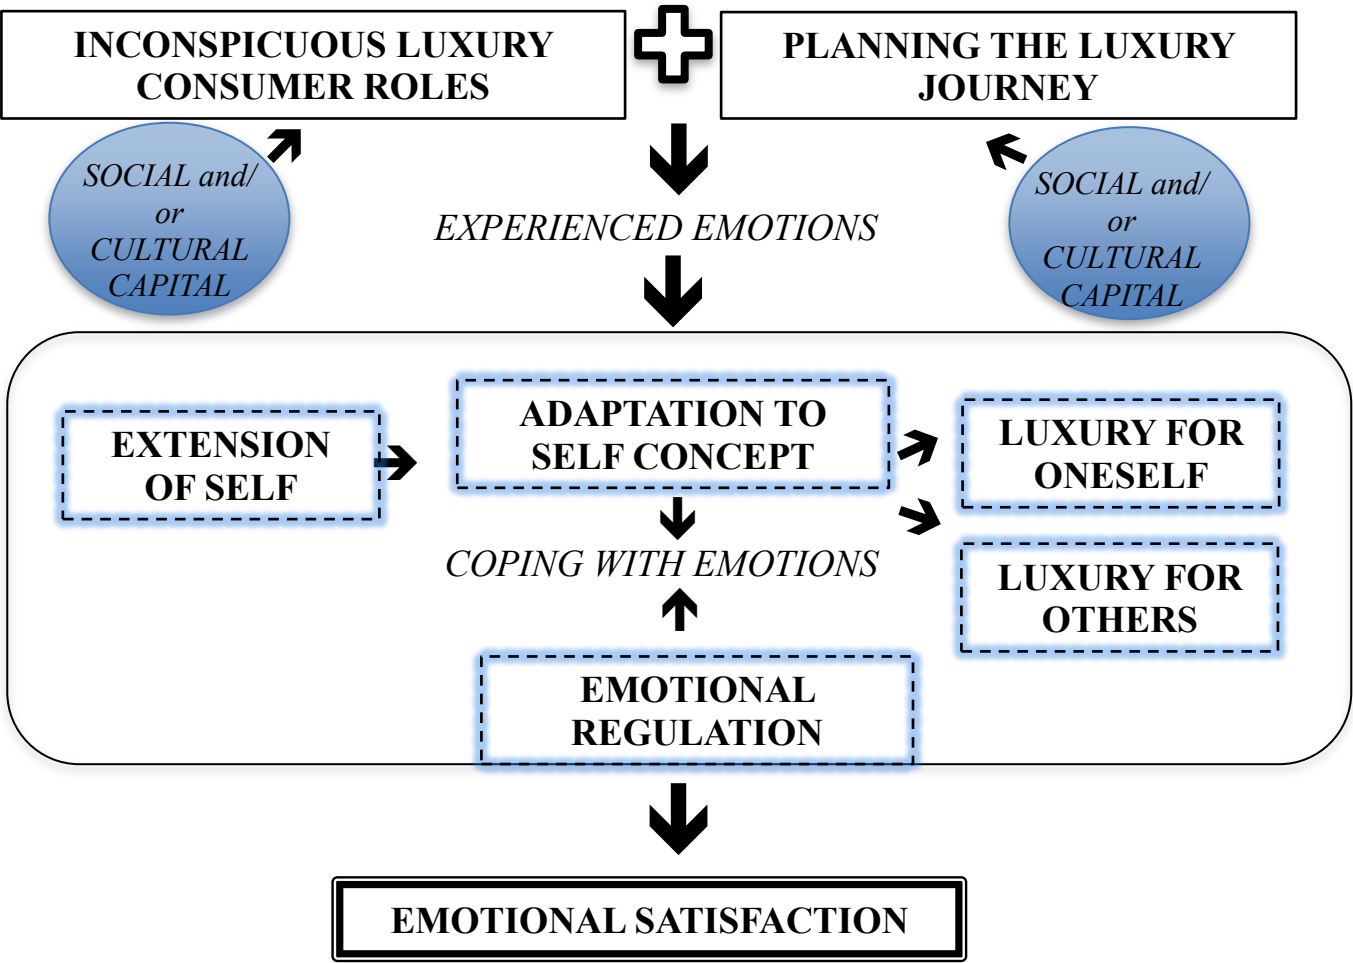 INCONSPICUOUS LUXURY
CONSUMER ROLES
PLANNING THE LUXURY
JOURNEY
SOCIAL and/
or
CULTURAL
CAPITAL
EXPERIENCED EMOTIONS
SOCIAL and/
or
CULTURAL
CAPITAL
EXTENSION
OF SELF
ADAPTATION TO
SELF CONCEPT
LUXURY FOR
ONESELF
COPING WITH EMOTIONS
LUXURY FOR
OTHERS
EMOTIONAL
REGULATION
EMOTIONAL SATISFACTION